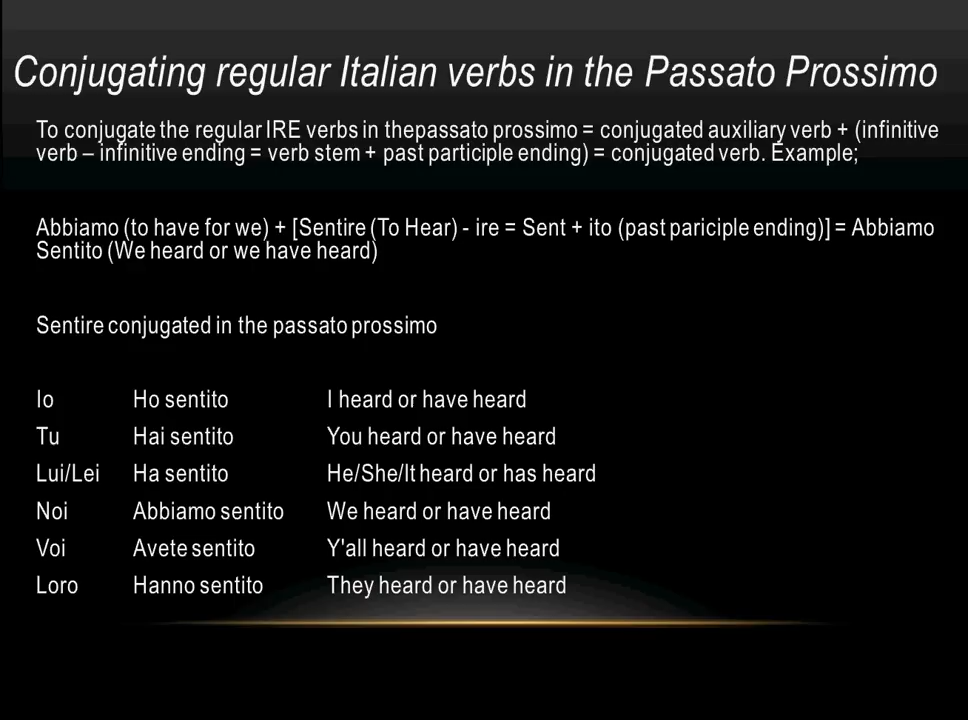 Conjugating regular Italian verbs in the Passato Prossimo
To conjugate the regular IRE verbs in thepassato prossimo = conjugated auxiliary verb + (infinitive
verb – infinitive ending = verb stem + past participle ending) = conjugated verb. Example;
Abbiamo (to have for we) + [Sentire (To Hear) - ire = Sent + ito (past pariciple ending)] = Abbiamo
Sentito (We heard or we have heard)
Sentire conjugated in the passato prossimo
Io Ho sentito I heard or have heard
Tu Hai sentito You heard or have heard
Lui/Lei Ha sentito He/She/It heard or has heard
Noi Abbiamo sentito We heard or have heard
Voi Avete sentito Y'all heard or have heard
Loro Hanno sentito They heard or have heard